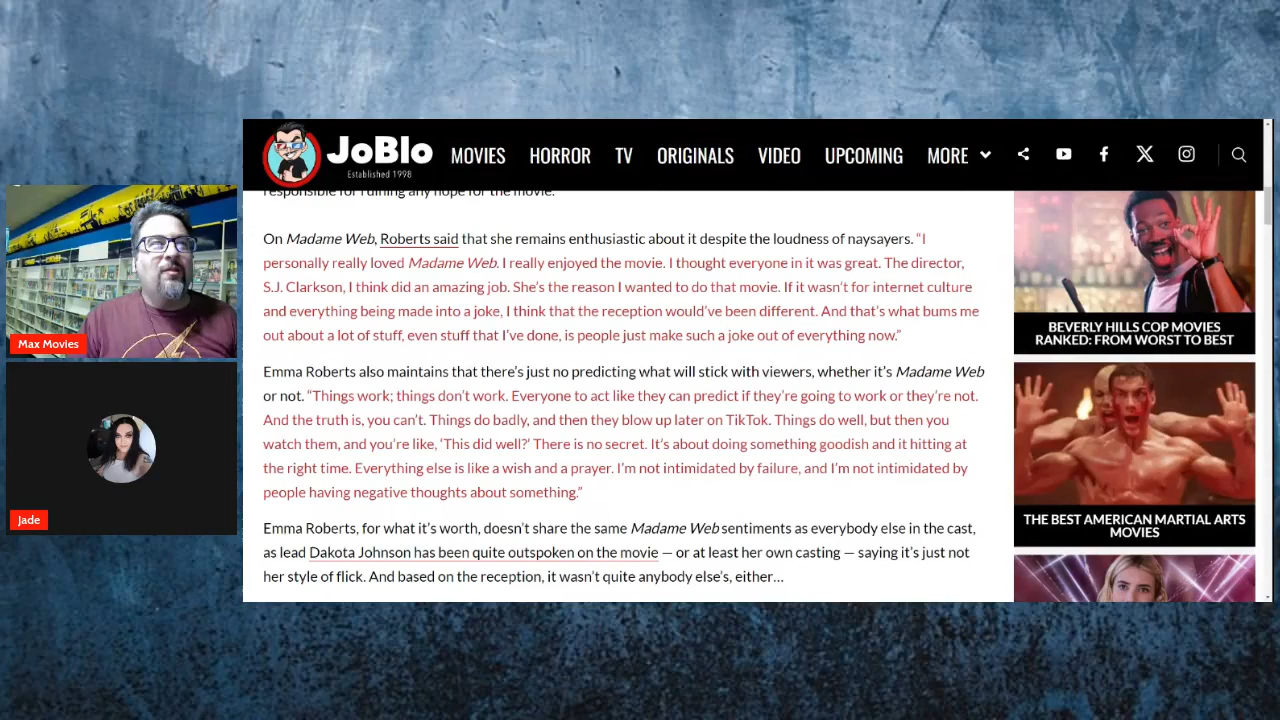 JoBlo
Established 1998
MOVIES HORROR TV ORIGINALS VIDEO UPCOMING MORE
responsible for ruining any hope for the movie.
On Madame Web, Roberts said that she remains enthusiastic about it despite the loudness of naysayers. “I
personally really loved Madame Web. I really enjoyed the movie. I thought everyone in it was great. The director,
S.J. Clarkson, I think did an amazing job. She’s the reason I wanted to do that movie. If it wasn’t for internet culture
and everything being made into a joke, I think that the reception would’ve been different. And that’s what bums me
out about a lot of stuff, even stuff that I’ve done, is people just make such a joke out of everything now.”
Emma Roberts also maintains that there’s just no predicting what will stick with viewers, whether it’s Madame Web
or not. “Things work; things don’t work. Everyone to act like they can predict if they’re going to work or they’re not.
And the truth is, you can’t. Things do badly, and then they blow up later on TikTok. Things do well, but then you
watch them, and you’re like, ‘This did well?’ There is no secret. It’s about doing something goodish and it hitting at
the right time. Everything else is like a wish and a prayer. I’m not intimidated by failure, and I’m not intimidated by
people having negative thoughts about something.”
Emma Roberts, for what it’s worth, doesn’t share the same Madame Web sentiments as everybody else in the cast,
as lead Dakota Johnson has been quite outspoken on the movie — or at least her own casting — saying it’s just not
her style of flick. And based on the reception, it wasn’t quite anybody else’s, either…
BEVERLY HILLS COP MOVIES
RANKED: FROM WORST TO BEST
THE BEST AMERICAN MARTIAL ARTS
MOVIES
Max Movies
Jade